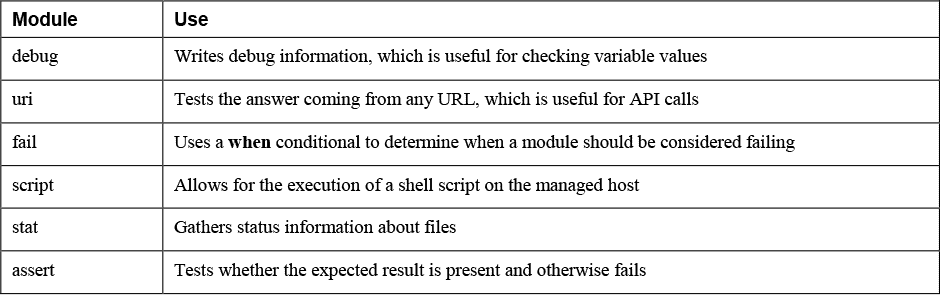 Module Use
debug Writes debug information, which is useful for checking variable values
uri Tests the answer coming from any URL, which is useful for API calls
fail Uses a when conditional to determine when a module should be considered failing
script Allows for the execution of a shell script on the managed host
stat Gathers status information about files
assert Tests whether the expected result is present and otherwise fails